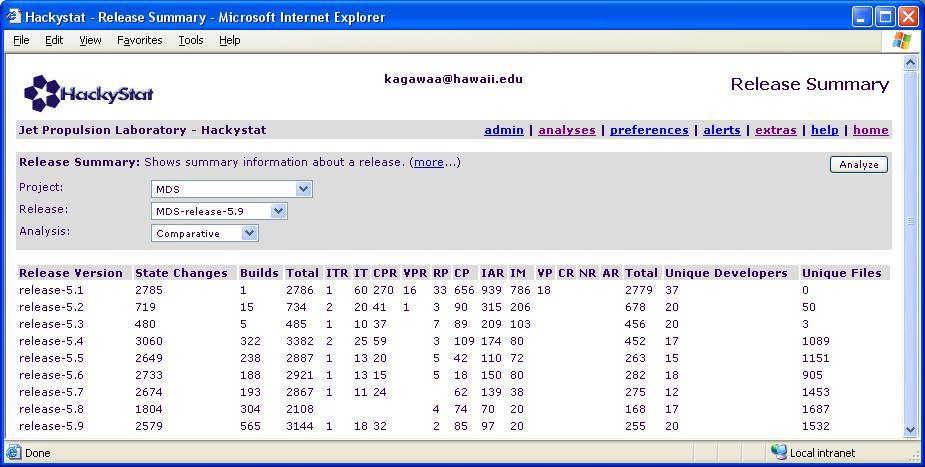 Hackystat - Release Summary - Microsoft Internet Explorer
File Edit View Favorites Tools Help
HackyStat
kagawaa@hawaii.edu
Release Summary
Jet Propulsion Laboratory - Hackystat admin | analyses | preferences | alerts | extras | help | home
Release Summary: Shows summary information about a release. (more...) Analyze
Project: MDS
Release: MDS-release-5.9
Analysis: Comparative
Release Version State Changes Builds Total ITR IT CPR VPR RP CP IAR IM VP CR NR AR Total Unique Developers Unique Files
release-5.1 2785 1 2786 1 60 270 16 33 656 939 786 18 2779 37 0
release-5.2 719 15 734 2 20 41 1 3 90 315 206 678 20 50
release-5.3 480 5 485 1 10 37 7 89 209 103 456 20 3
release-5.4 3060 322 3382 2 25 59 3 109 174 80 452 17 1089
release-5.5 2649 238 2887 1 13 20 5 42 110 72 263 15 1151
release-5.6 2733 188 2921 1 13 15 5 18 150 80 282 18 905
release-5.7 2674 193 2867 1 11 24 62 139 38 275 12 1453
release-5.8 1804 304 2108 4 74 70 20 168 17 1687
release-5.9 2579 565 3144 1 18 32 2 85 97 20 255 20 1532
Done Local intranet